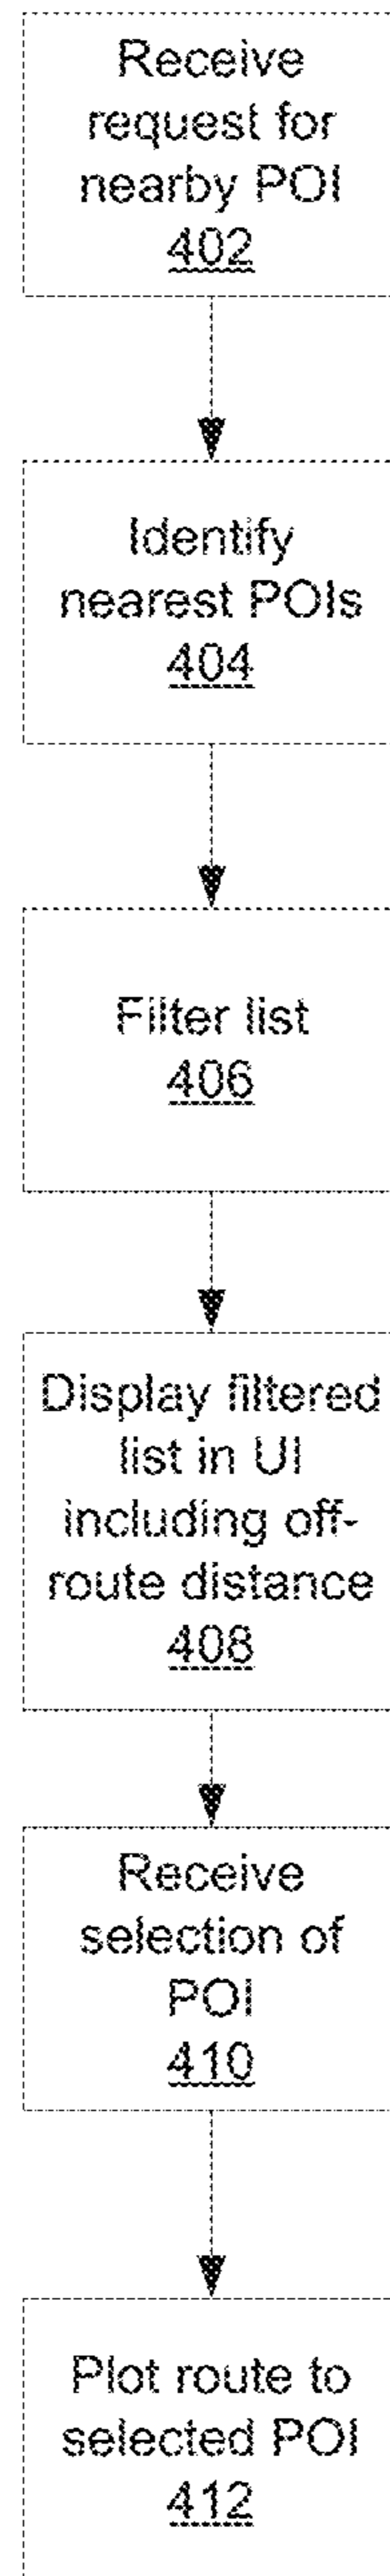 Receive
request for
nearby POI
402
Identify
nearest POIs
404
Filter list
406
Display filtered
list in UI
including off-
route distance
408
Receive
selection of
POI
410
Plot route to
selected POI
412